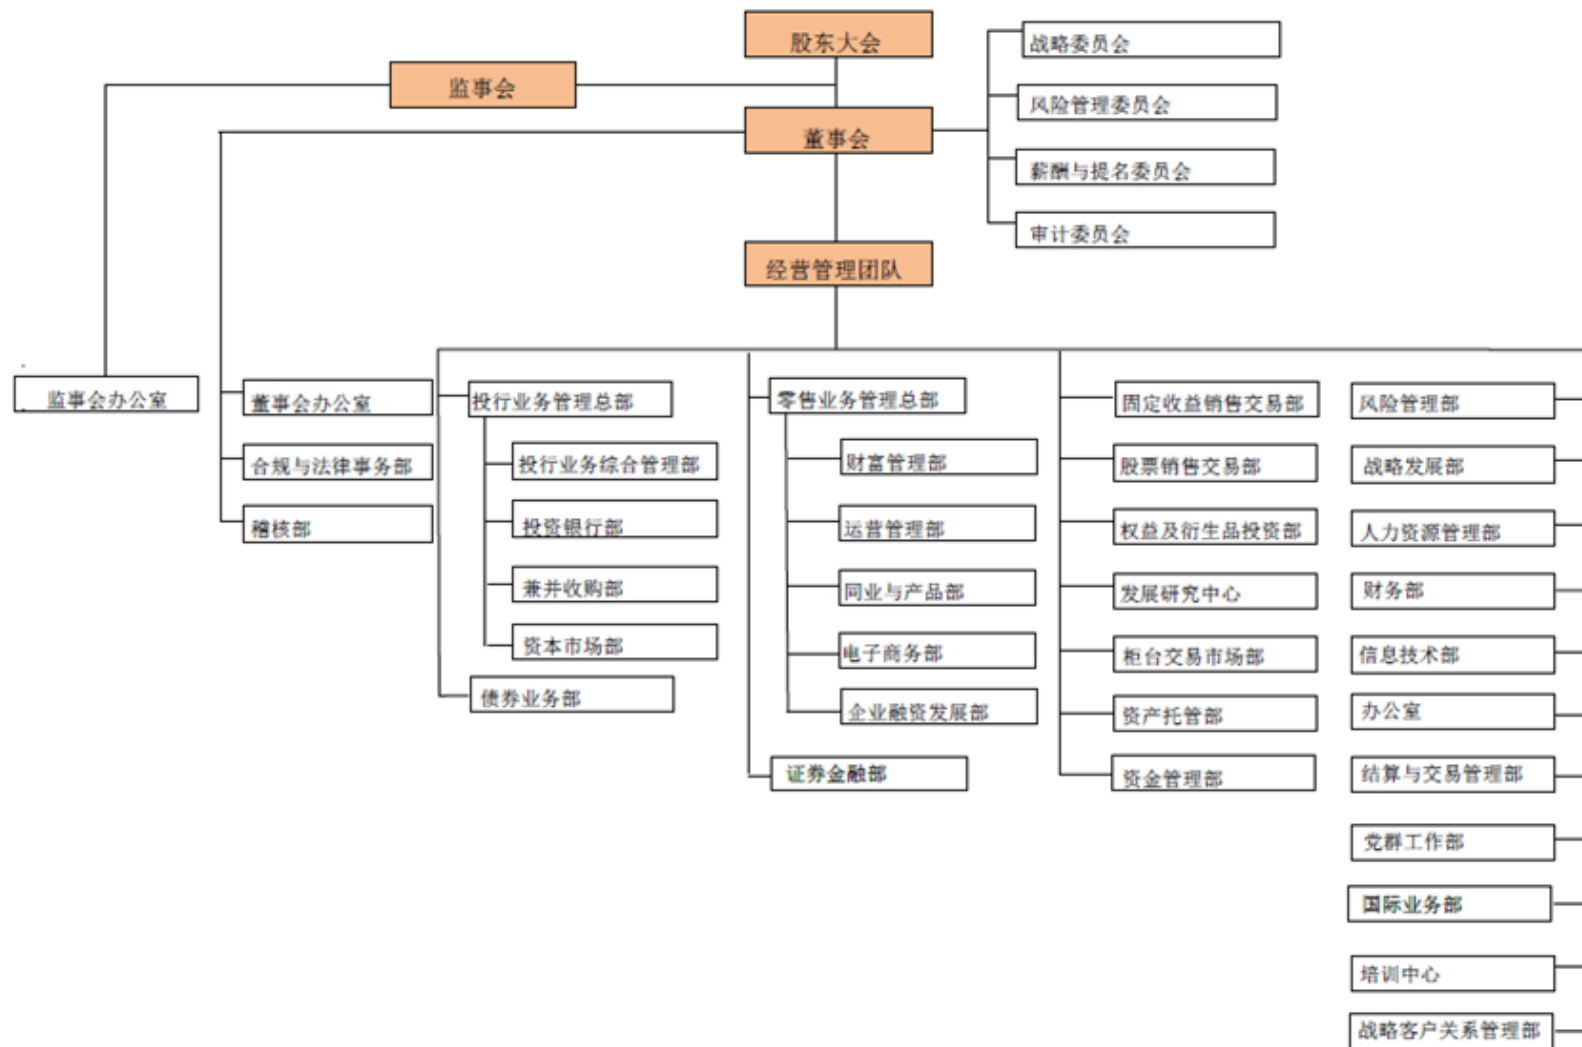 股东大会
监事会
董事会
经营管理团队
战略委员会
风险管理委员会
薪酬与提名委员会
审计委员会
监事会办公室
董事会办公室
合规与法律事务部
稽核部
投行业务管理总部
投行业务综合管理部
投资银行部
兼并收购部
资本市场部
债券业务部
零售业务管理总部
财富管理部
运营管理部
同业与产品部
电子商务部
企业融资发展部
证券金融部
固定收益销售交易部
股票销售交易部
权益及衍生品投资部
发展研究中心
柜台交易市场部
资产托管部
资金管理部
风险管理部
战略发展部
人力资源管理部
财务部
信息技术部
办公室
结算与交易管理部
党群工作部
国际业务部
培训中心
战略客户关系管理部